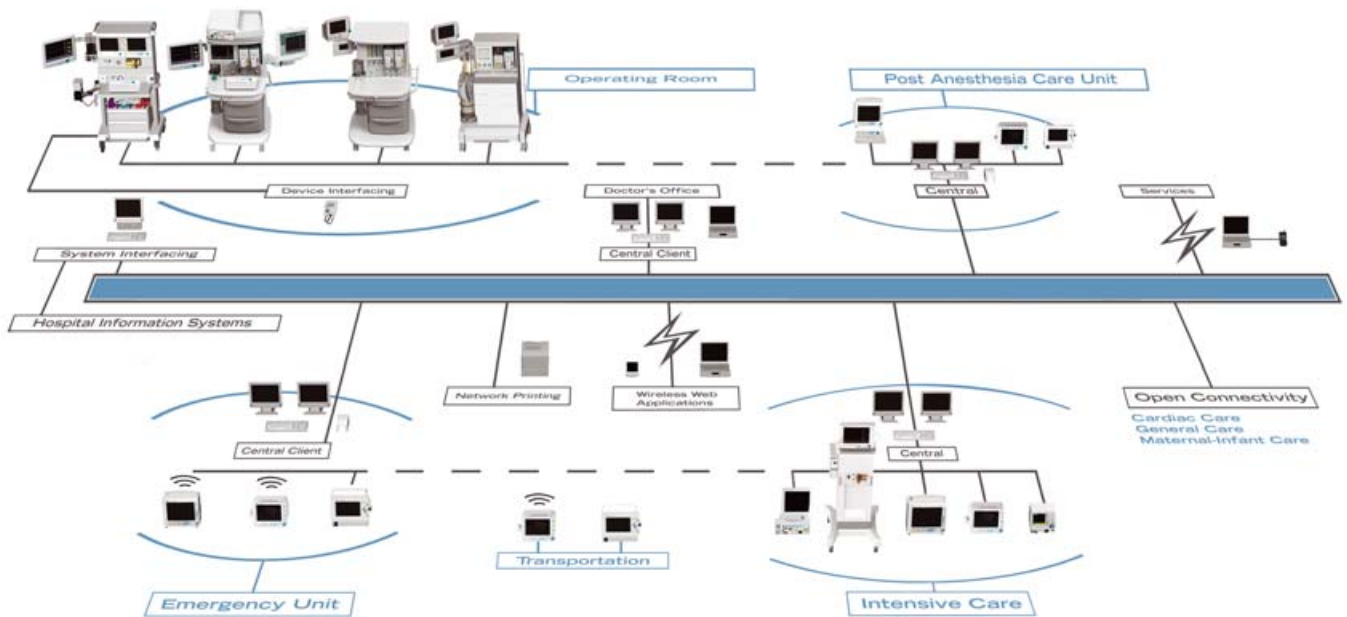 Operating Room
Post Anesthesia Care Unit
Device Interfacing
Doctor's Office
Central
Services
System Interfacing
Central Client
Hospital Information Systems
Network Printing
Wireless Web
Applications
Open Connectivity
Cardiac Care
General Care
Maternal-Infant Care
Central Client
Central
Transportation
Emergency Unit
Intensive Care